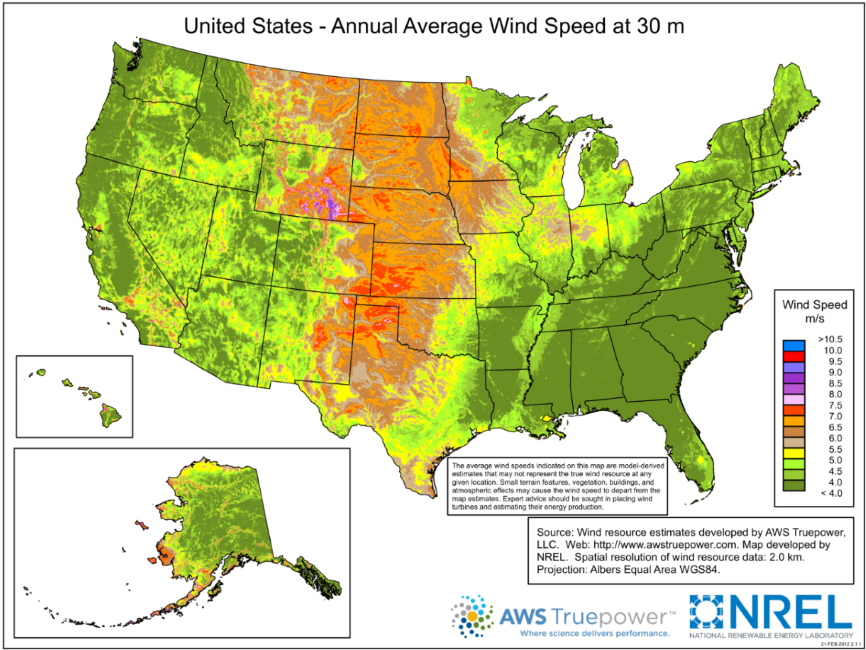 United States - Annual Average Wind Speed at 30 m
Wind Speed
m/s
>10.5
10.0
9.5
9.0
8.5
8.0
7.5
7.0
6.5
6.0
5.5
5.0
4.5
4.0
< 4.0
The average wind speeds indicated on this map are model-derived
estimates that may not represent the true wind resource at any
given location. Small terrain features, vegetation, buildings, and
atmospheric effects may cause the wind speed to depart from the
map estimates. Expert advice should be sought in placing wind
turbines and estimating their energy production.
Source: Wind resource estimates developed by AWS Truepower,
LLC. Web: http://www.awstruepower.com. Map developed by
NREL. Spatial resolution of wind resource data: 2.0 km.
Projection: Albers Equal Area WGS84.
AWS Truepower™
Where science delivers performance.
NREL
NATIONAL RENEWABLE ENERGY LABORATORY
21-FEB-2012 2.1.1